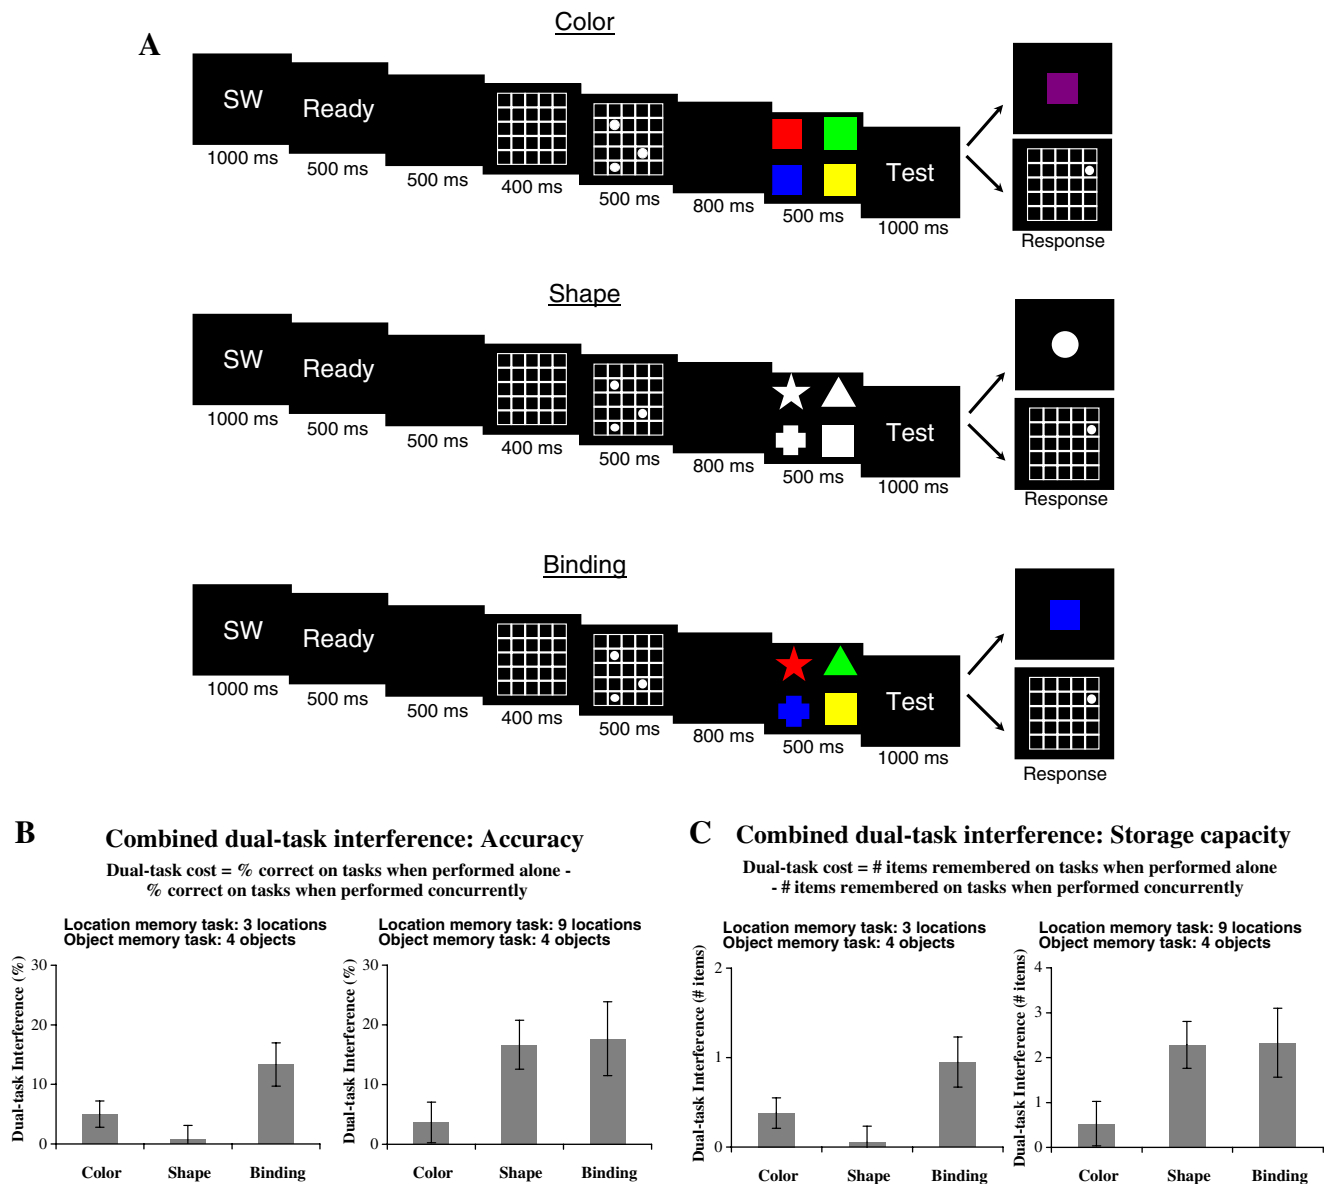 A
Color
SW
Ready
Test
1000 ms
500 ms
500 ms
400 ms
500 ms
800 ms
500 ms
1000 ms
Response
Shape
SW
Ready
Test
1000 ms
500 ms
500 ms
400 ms
500 ms
800 ms
500 ms
1000 ms
Response
Binding
SW
Ready
Test
1000 ms
500 ms
500 ms
400 ms
500 ms
800 ms
500 ms
1000 ms
Response
B
Combined dual-task interference: Accuracy
Dual-task cost = % correct on tasks when performed alone -
% correct on tasks when performed concurrently
Location memory task: 3 locations
Object memory task: 4 objects
Dual-task Interference (%)
30
20
10
0
Color Shape Binding
Location memory task: 9 locations
Object memory task: 4 objects
Dual-task Interference (%)
30
20
10
0
Color Shape Binding
C
Combined dual-task interference: Storage capacity
Dual-task cost = # items remembered on tasks when performed alone
- # items remembered on tasks when performed concurrently
Location memory task: 3 locations
Object memory task: 4 objects
Dual-task Interference (# items)
2
1
0
Color Shape Binding
Location memory task: 9 locations
Object memory task: 4 objects
Dual-task Interference (# items)
4
3
2
1
0
Color Shape Binding